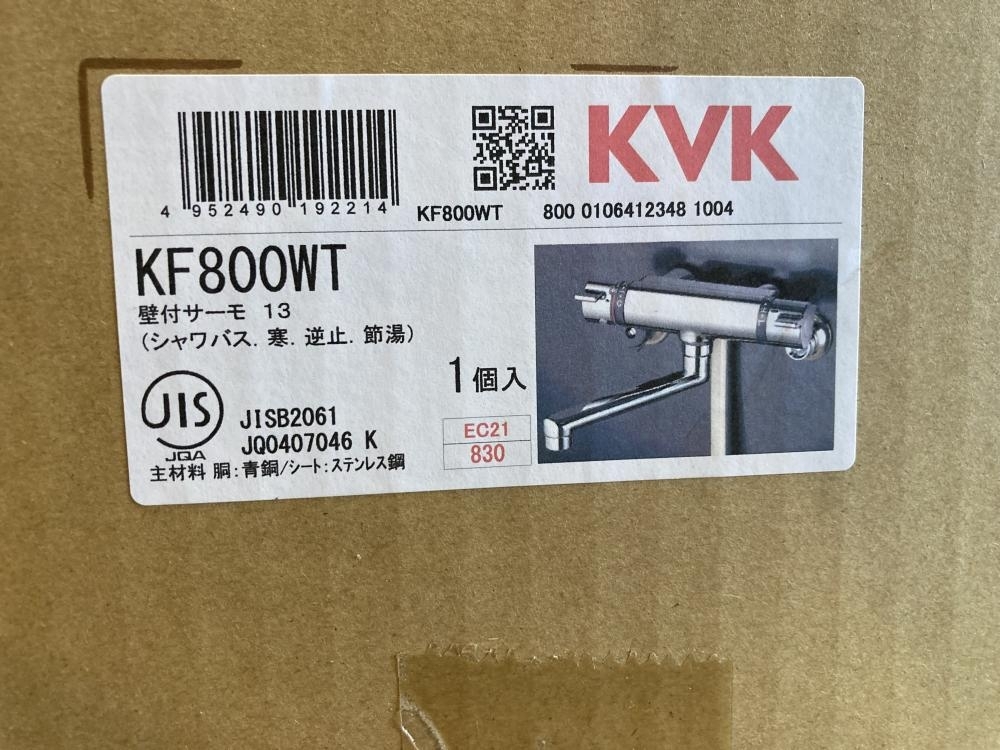 KVK
4 952490 192214
KF800WT 800 0106412348 1004
KF800WT
壁付サーモ 13
(シャワバス. 寒. 逆止. 節湯)
1個入
JIS
JQA
JISB2061
JQ0407046 K
EC21
830
主材料 胴:青銅/シート:ステンレス鋼